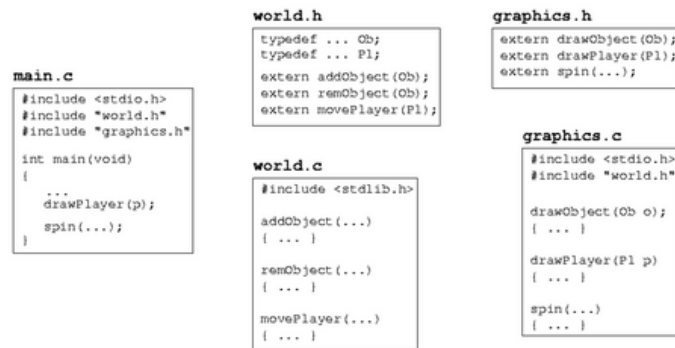 main.c
#include <stdio.h>
#include "world.h"
#include "graphics.h"
int main(void)
{
...
drawPlayer(p);
spin(...);
}
world.h
typedef ... Ob;
typedef ... Pl;
extern addObject(Ob);
extern remObject(Ob);
extern movePlayer(Pl);
world.c
#include <stdlib.h>
addObject(...)
{ ... }
remObject(...)
{ ... }
movePlayer(...)
{ ... }
graphics.h
extern drawObject(Ob);
extern drawPlayer(Pl);
extern spin(...);
graphics.c
#include <stdio.h>
#include "world.h"
drawObject(Ob o);
{ ... }
drawPlayer(Pl p)
{ ... }
spin(...)
{ ... }